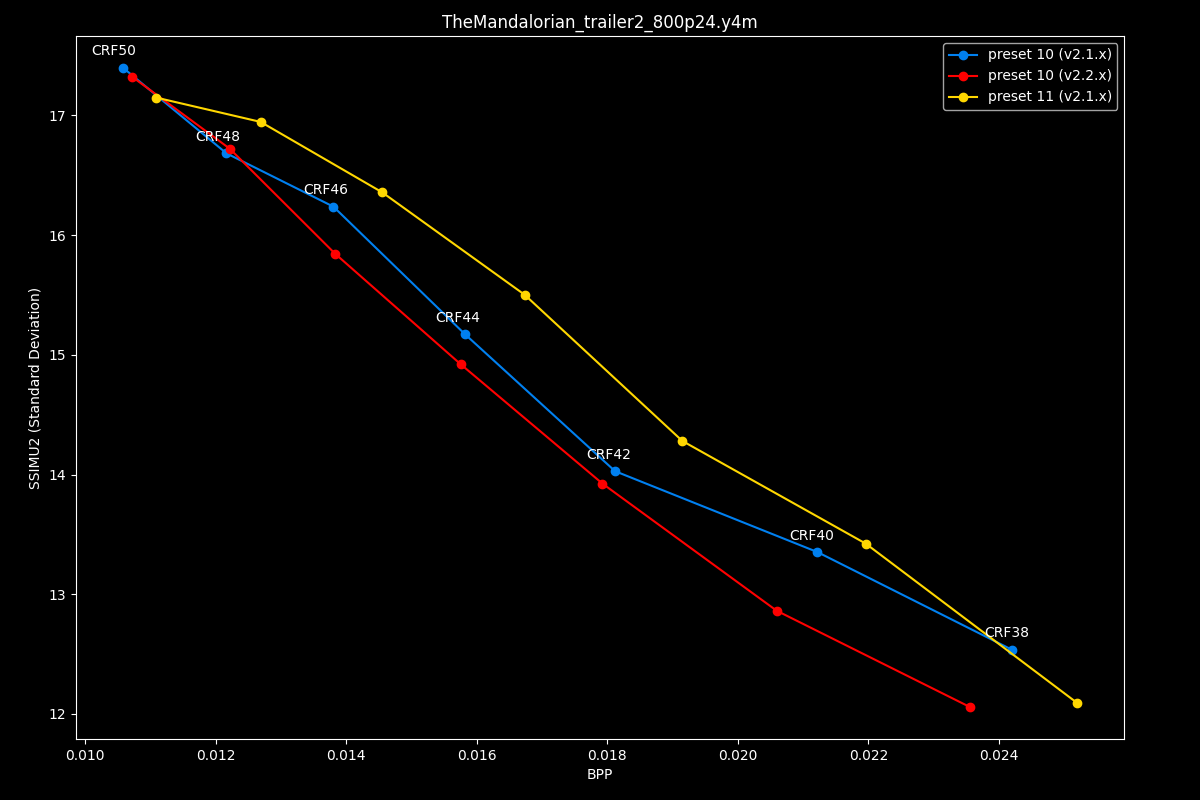 TheMandalorian_trailer2_800p24.y4m
preset 10 (v2.1.x)
preset 10 (v2.2.x)
preset 11 (v2.1.x)
CRF50
CRF48
CRF46
CRF44
CRF42
CRF40
CRF38
SSIMU2 (Standard Deviation)
17
16
15
14
13
12
0.010 0.012 0.014 0.016 0.018 0.020 0.022 0.024
BPP